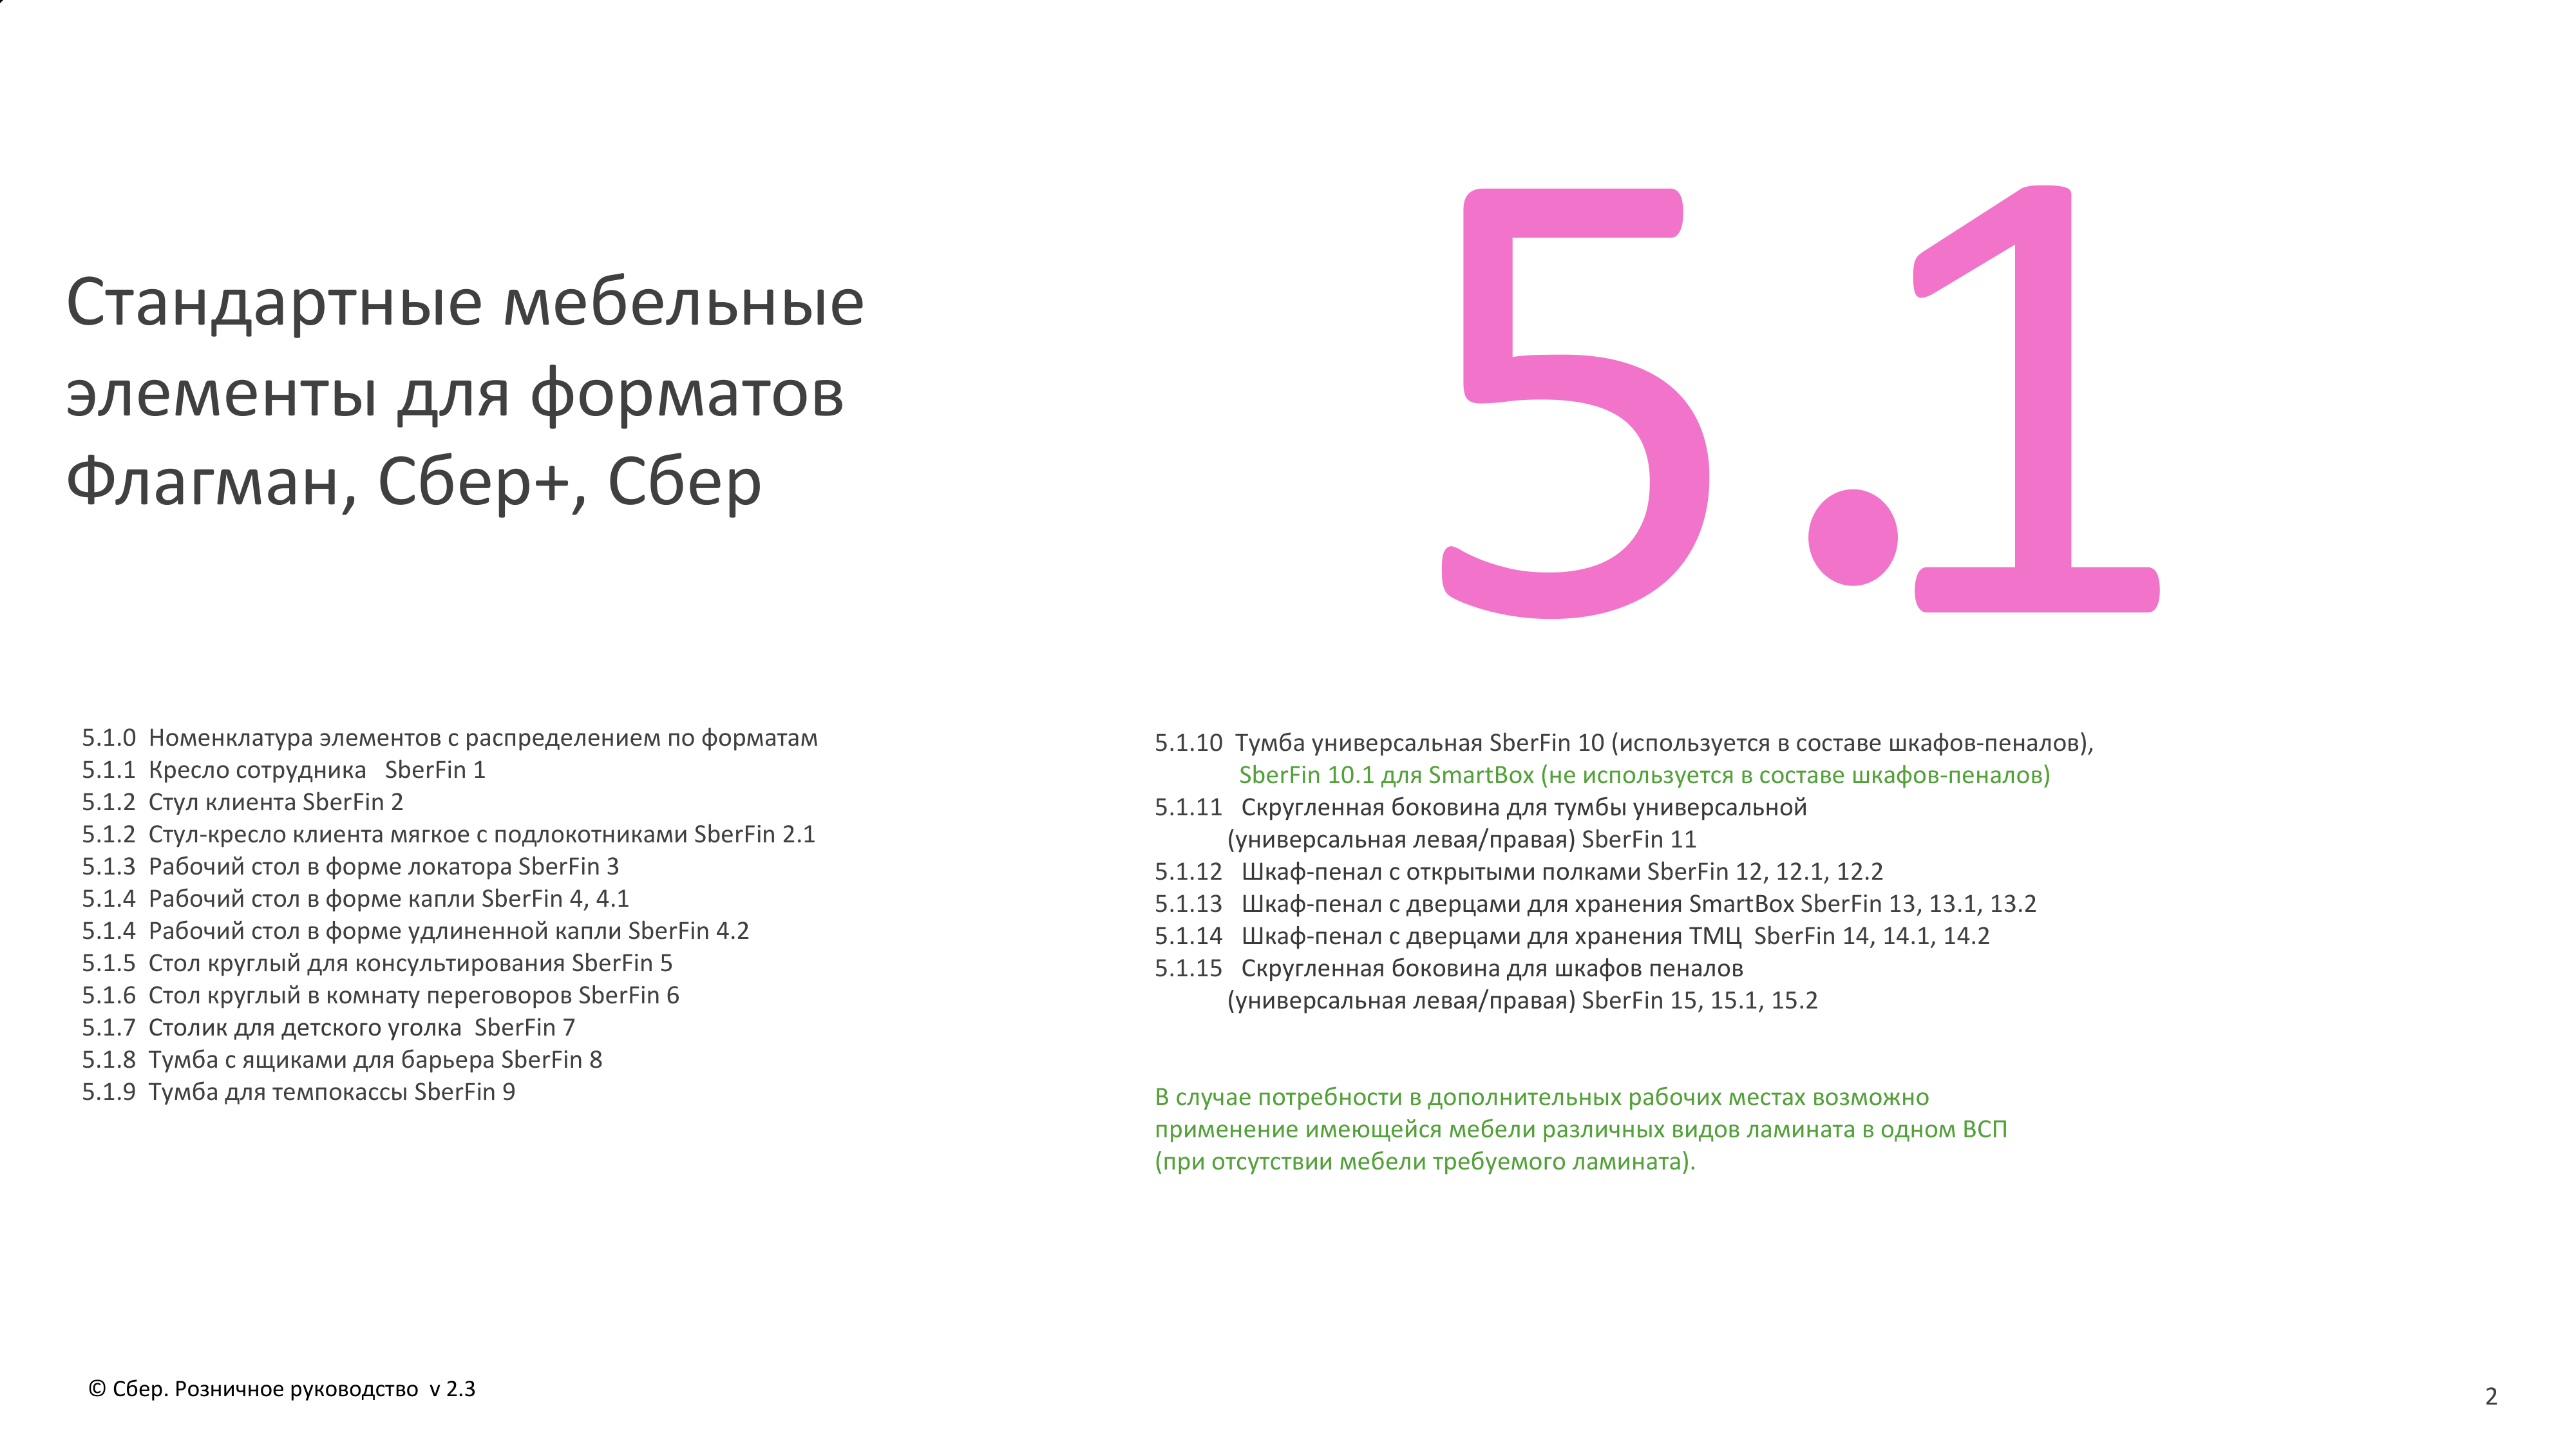 Стандартные мебельные
элементы для форматов
Флагман, Сбер+, Сбер
5.1
5.1.0 Номенклатура элементов с распределением по форматам
5.1.1 Кресло сотрудника SberFin 1
5.1.2 Стул клиента SberFin 2
5.1.2 Стул-кресло клиента мягкое с подлокотниками SberFin 2.1
5.1.3 Рабочий стол в форме локатора SberFin 3
5.1.4 Рабочий стол в форме капли SberFin 4, 4.1
5.1.4 Рабочий стол в форме удлиненной капли SberFin 4.2
5.1.5 Стол круглый для консультирования SberFin 5
5.1.6 Стол круглый в комнату переговоров SberFin 6
5.1.7 Столик для детского уголка SberFin 7
5.1.8 Тумба с ящиками для барьера SberFin 8
5.1.9 Тумба для темпокассы SberFin 9
5.1.10 Тумба универсальная SberFin 10 (используется в составе шкафов-пеналов),
SberFin 10.1 для SmartBox (не используется в составе шкафов-пеналов)
5.1.11 Скругленная боковина для тумбы универсальной
(универсальная левая/правая) SberFin 11
5.1.12 Шкаф-пенал с открытыми полками SberFin 12, 12.1, 12.2
5.1.13 Шкаф-пенал с дверцами для хранения SmartBox SberFin 13, 13.1, 13.2
5.1.14 Шкаф-пенал с дверцами для хранения ТМЦ SberFin 14, 14.1, 14.2
5.1.15 Скругленная боковина для шкафов пеналов
(универсальная левая/правая) SberFin 15, 15.1, 15.2
В случае потребности в дополнительных рабочих местах возможно
применение имеющейся мебели различных видов ламината в одном ВСП
(при отсутствии мебели требуемого ламината).
© Сбер. Розничное руководство v 2.3
2